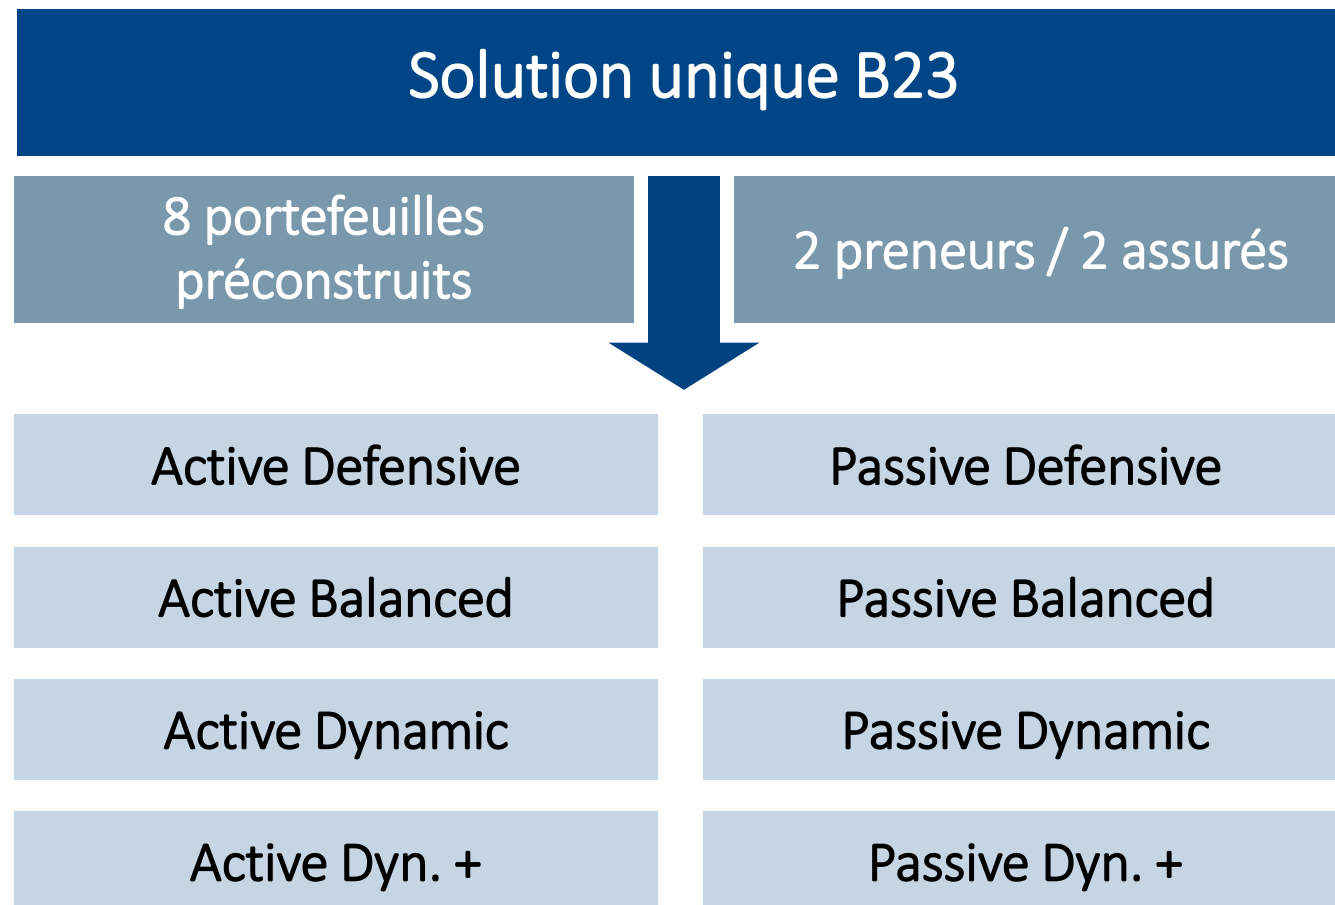 Solution unique B23
8 portefeuilles
préconstruits
2 preneurs / 2 assurés
Active Defensive
Passive Defensive
Active Balanced
Passive Balanced
Active Dynamic
Passive Dynamic
Active Dyn. +
Passive Dyn. +